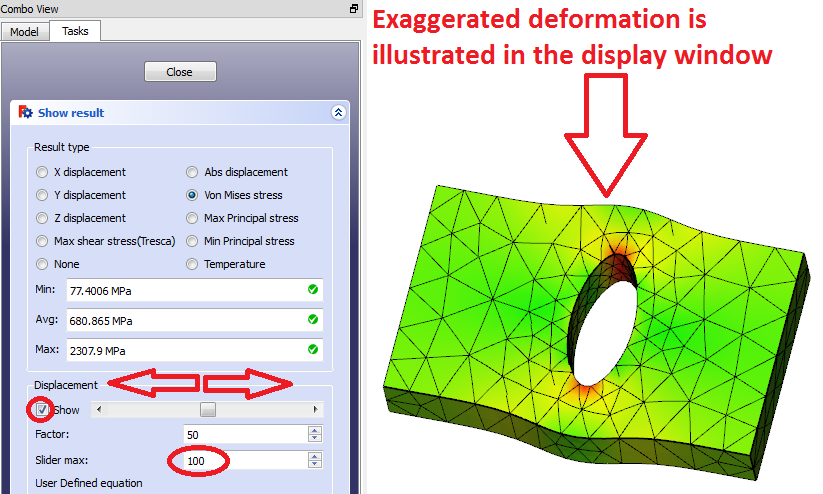 Combo View
Model
Tasks
Exaggerated deformation is
illustrated in the display window
Close
Show result
Result type
X displacement
Abs displacement
Y displacement
Von Mises stress
Z displacement
Max Principal stress
Max shear stress(Tresca)
Min Principal stress
None
Temperature
Min:
77.4006 MPa
Avg:
680.865 MPa
Max:
2307.9 MPa
Displacement
Show
Factor:
50
Slider max:
100
User Defined equation